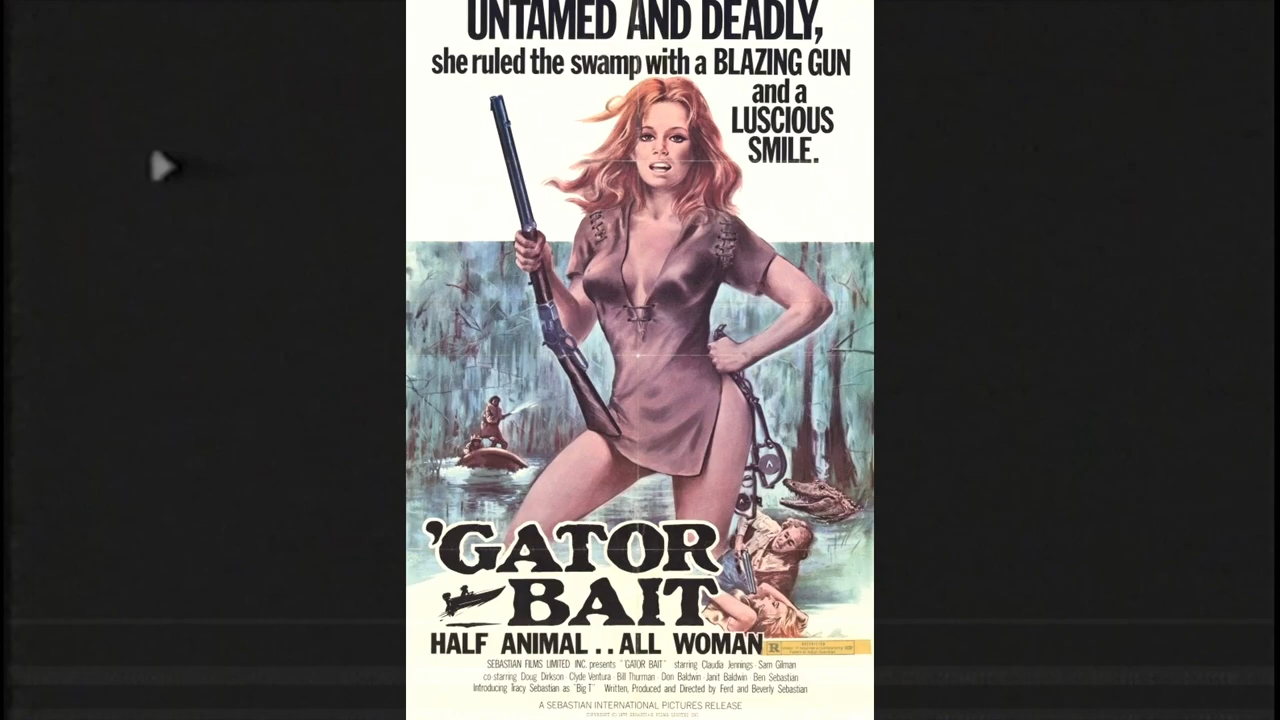 UNTAMED AND DEADLY,
she ruled the swamp with a BLAZING GUN
and a
LUSCIOUS
SMILE.
'GATOR
BAIT
HALF ANIMAL . . ALL WOMAN
R RESTRICTED
SEBASTIAN FILMS LIMITED INC. presents "'GATOR BAIT" starring Claudia Jennings · Sam Gilman
co starring Doug Dirkson · Clyde Ventura · Bill Thurman · Don Baldwin · Janit Baldwin · Ben Sebastian
Introducing Tracy Sebastian as "Big T" Written, Produced and Directed by Ferd and Beverly Sebastian
A SEBASTIAN INTERNATIONAL PICTURES RELEASE